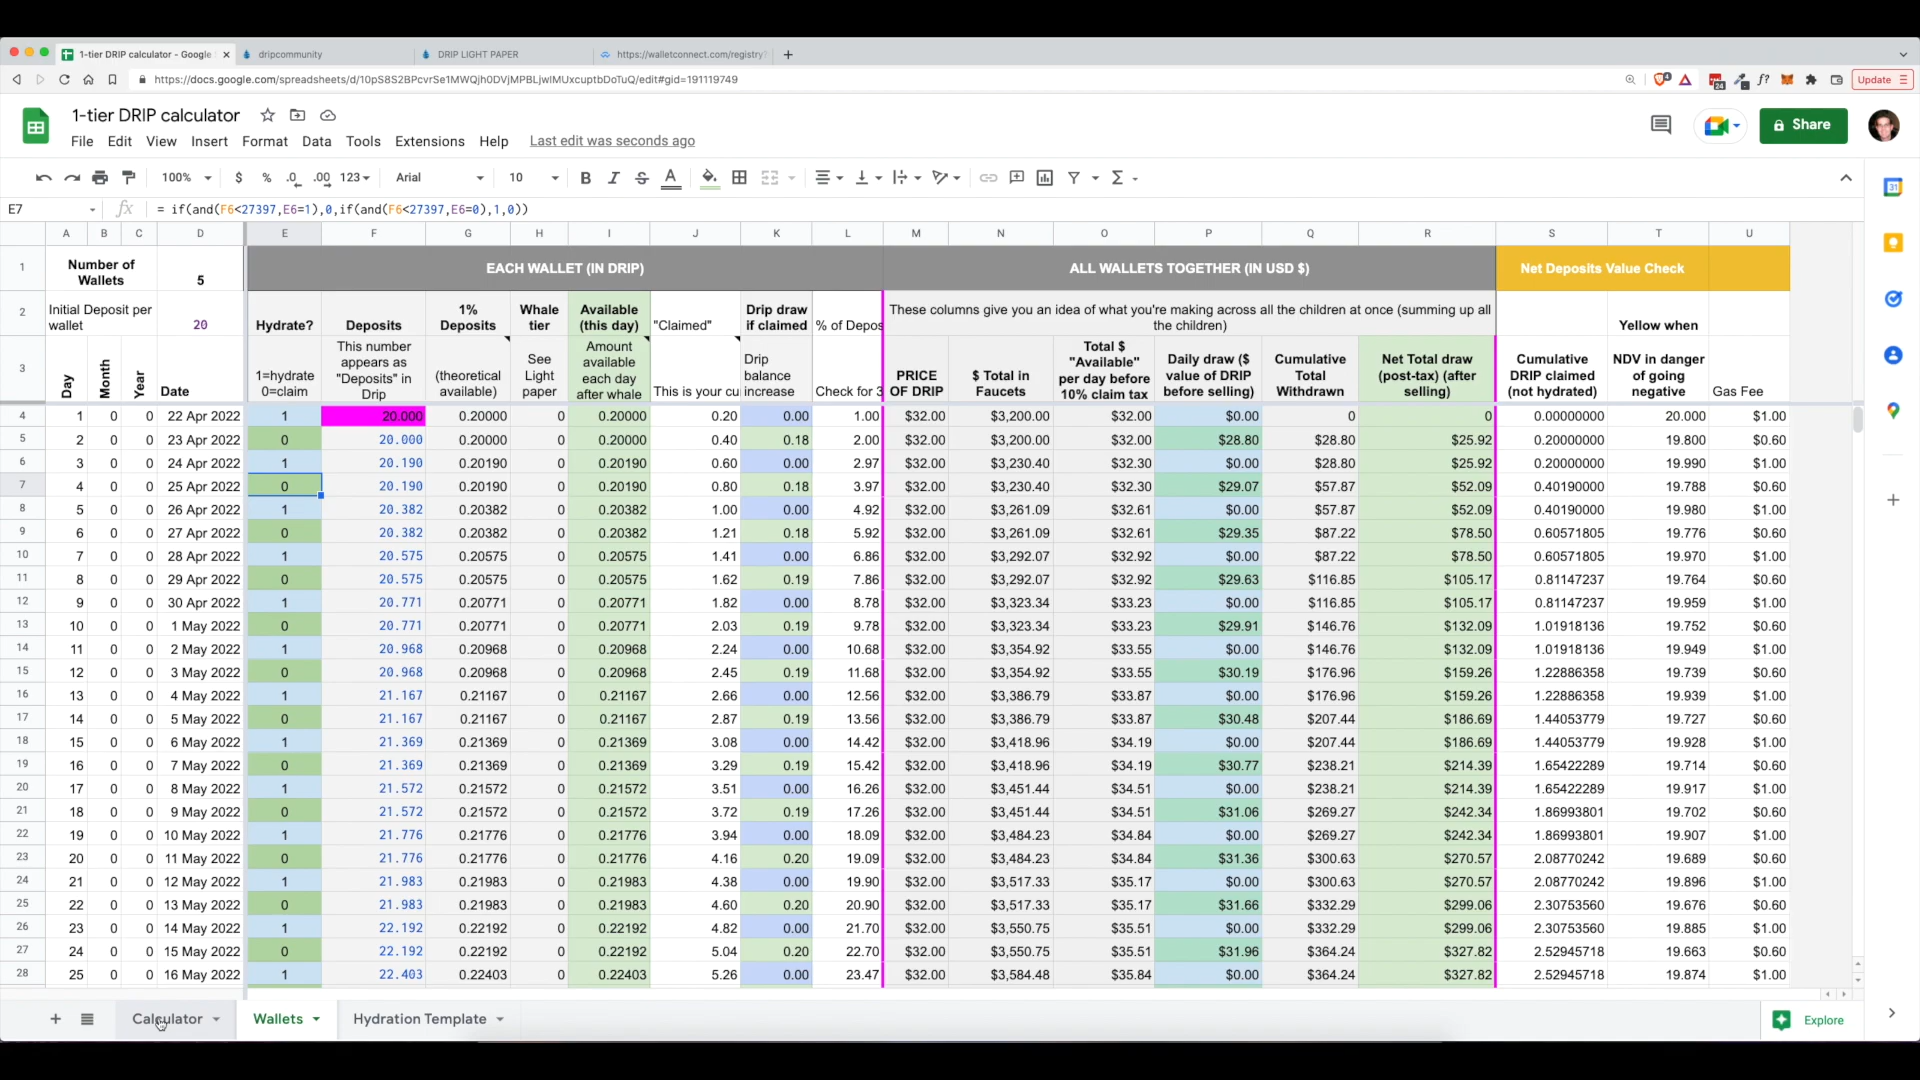 1-tier DRIP calculator - Google
dripcommunity
DRIP LIGHT PAPER
https://walletconnect.com/registry
https://docs.google.com/spreadsheets/d/10pS8S2BPcvrSe1MWQjh0DVjMPBLjwIMUxcuptbDoTuQ/edit#gid=191119749
Update
1-tier DRIP calculator
File Edit View Insert Format Data Tools Extensions Help Last edit was seconds ago
Share
100% $ % .0 .00 123 Arial 10 B I S A
E7 fx = if(and(F6<27397,E6=1),0,if(and(F6<27397,E6=0),1,0))
A B C D E F G H I J K L M N O P Q R S T U
1 Number of Wallets 5 EACH WALLET (IN DRIP) ALL WALLETS TOGETHER (IN USD $) Net Deposits Value Check
2 Initial Deposit per wallet 20 Hydrate? Deposits 1% Deposits Whale tier Available (this day) "Claimed" Drip draw if claimed % of Depos These columns give you an idea of what you're making across all the children at once (summing up all the children) Yellow when
3 Day Month Year Date 1=hydrate 0=claim This number appears as "Deposits" in Drip (theoretical available) See Light paper Amount available each day after whale This is your cu Drip balance increase Check for 3 PRICE OF DRIP $ Total in Faucets Total $ "Available" per day before 10% claim tax Daily draw ($ value of DRIP before selling) Cumulative Total Withdrawn Net Total draw (post-tax) (after selling) Cumulative DRIP claimed (not hydrated) NDV in danger of going negative Gas Fee
4 1 0 0 22 Apr 2022 1 20.000 0.20000 0 0.20000 0.20 0.00 1.00 $32.00 $3,200.00 $32.00 $0.00 0 0 0.00000000 20.000 $1.00
5 2 0 0 23 Apr 2022 0 20.000 0.20000 0 0.20000 0.40 0.18 2.00 $32.00 $3,200.00 $32.00 $28.80 $28.80 $25.92 0.20000000 19.800 $0.60
6 3 0 0 24 Apr 2022 1 20.190 0.20190 0 0.20190 0.60 0.00 2.97 $32.00 $3,230.40 $32.30 $0.00 $28.80 $25.92 0.20000000 19.990 $1.00
7 4 0 0 25 Apr 2022 0 20.190 0.20190 0 0.20190 0.80 0.18 3.97 $32.00 $3,230.40 $32.30 $29.07 $57.87 $52.09 0.40190000 19.788 $0.60
8 5 0 0 26 Apr 2022 1 20.382 0.20382 0 0.20382 1.00 0.00 4.92 $32.00 $3,261.09 $32.61 $0.00 $57.87 $52.09 0.40190000 19.980 $1.00
9 6 0 0 27 Apr 2022 0 20.382 0.20382 0 0.20382 1.21 0.18 5.92 $32.00 $3,261.09 $32.61 $29.35 $87.22 $78.50 0.60571805 19.776 $0.60
10 7 0 0 28 Apr 2022 1 20.575 0.20575 0 0.20575 1.41 0.00 6.86 $32.00 $3,292.07 $32.92 $0.00 $87.22 $78.50 0.60571805 19.970 $1.00
11 8 0 0 29 Apr 2022 0 20.575 0.20575 0 0.20575 1.62 0.19 7.86 $32.00 $3,292.07 $32.92 $29.63 $116.85 $105.17 0.81147237 19.764 $0.60
12 9 0 0 30 Apr 2022 1 20.771 0.20771 0 0.20771 1.82 0.00 8.78 $32.00 $3,323.34 $33.23 $0.00 $116.85 $105.17 0.81147237 19.959 $1.00
13 10 0 0 1 May 2022 0 20.771 0.20771 0 0.20771 2.03 0.19 9.78 $32.00 $3,323.34 $33.23 $29.91 $146.76 $132.09 1.01918136 19.752 $0.60
14 11 0 0 2 May 2022 1 20.968 0.20968 0 0.20968 2.24 0.00 10.68 $32.00 $3,354.92 $33.55 $0.00 $146.76 $132.09 1.01918136 19.949 $1.00
15 12 0 0 3 May 2022 0 20.968 0.20968 0 0.20968 2.45 0.19 11.68 $32.00 $3,354.92 $33.55 $30.19 $176.96 $159.26 1.22886358 19.739 $0.60
16 13 0 0 4 May 2022 1 21.167 0.21167 0 0.21167 2.66 0.00 12.56 $32.00 $3,386.79 $33.87 $0.00 $176.96 $159.26 1.22886358 19.939 $1.00
17 14 0 0 5 May 2022 0 21.167 0.21167 0 0.21167 2.87 0.19 13.56 $32.00 $3,386.79 $33.87 $30.48 $207.44 $186.69 1.44053779 19.727 $0.60
18 15 0 0 6 May 2022 1 21.369 0.21369 0 0.21369 3.08 0.00 14.42 $32.00 $3,418.96 $34.19 $0.00 $207.44 $186.69 1.44053779 19.928 $1.00
19 16 0 0 7 May 2022 0 21.369 0.21369 0 0.21369 3.29 0.19 15.42 $32.00 $3,418.96 $34.19 $30.77 $238.21 $214.39 1.65422289 19.714 $0.60
20 17 0 0 8 May 2022 1 21.572 0.21572 0 0.21572 3.51 0.00 16.26 $32.00 $3,451.44 $34.51 $0.00 $238.21 $214.39 1.65422289 19.917 $1.00
21 18 0 0 9 May 2022 0 21.572 0.21572 0 0.21572 3.72 0.19 17.26 $32.00 $3,451.44 $34.51 $31.06 $269.27 $242.34 1.86993801 19.702 $0.60
22 19 0 0 10 May 2022 1 21.776 0.21776 0 0.21776 3.94 0.00 18.09 $32.00 $3,484.23 $34.84 $0.00 $269.27 $242.34 1.86993801 19.907 $1.00
23 20 0 0 11 May 2022 0 21.776 0.21776 0 0.21776 4.16 0.20 19.09 $32.00 $3,484.23 $34.84 $31.36 $300.63 $270.57 2.08770242 19.689 $0.60
24 21 0 0 12 May 2022 1 21.983 0.21983 0 0.21983 4.38 0.00 19.90 $32.00 $3,517.33 $35.17 $0.00 $300.63 $270.57 2.08770242 19.896 $1.00
25 22 0 0 13 May 2022 0 21.983 0.21983 0 0.21983 4.60 0.20 20.90 $32.00 $3,517.33 $35.17 $31.66 $332.29 $299.06 2.30753560 19.676 $0.60
26 23 0 0 14 May 2022 1 22.192 0.22192 0 0.22192 4.82 0.00 21.70 $32.00 $3,550.75 $35.51 $0.00 $332.29 $299.06 2.30753560 19.885 $1.00
27 24 0 0 15 May 2022 0 22.192 0.22192 0 0.22192 5.04 0.20 22.70 $32.00 $3,550.75 $35.51 $31.96 $364.24 $327.82 2.52945718 19.663 $0.60
28 25 0 0 16 May 2022 1 22.403 0.22403 0 0.22403 5.26 0.00 23.47 $32.00 $3,584.48 $35.84 $0.00 $364.24 $327.82 2.52945718 19.874 $1.00
Calculator Wallets Hydration Template Explore